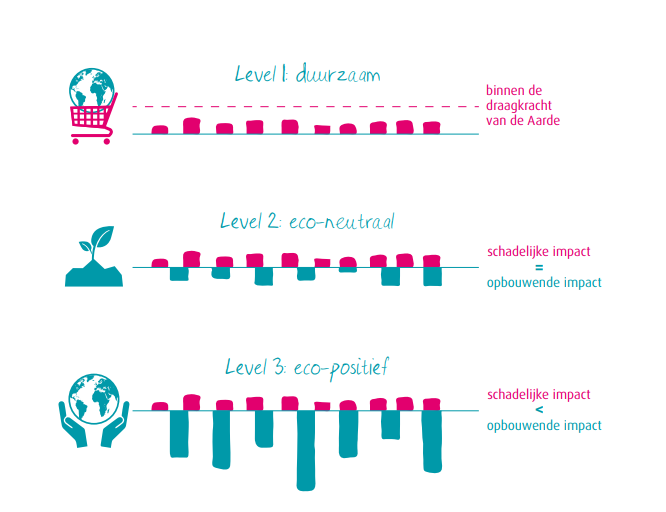 Level 1: duurzaam
binnen de
draagkracht
van de Aarde
Level 2: eco-neutraal
schadelijke impact
=
opbouwende impact
Level 3: eco-positief
schadelijke impact
<
opbouwende impact